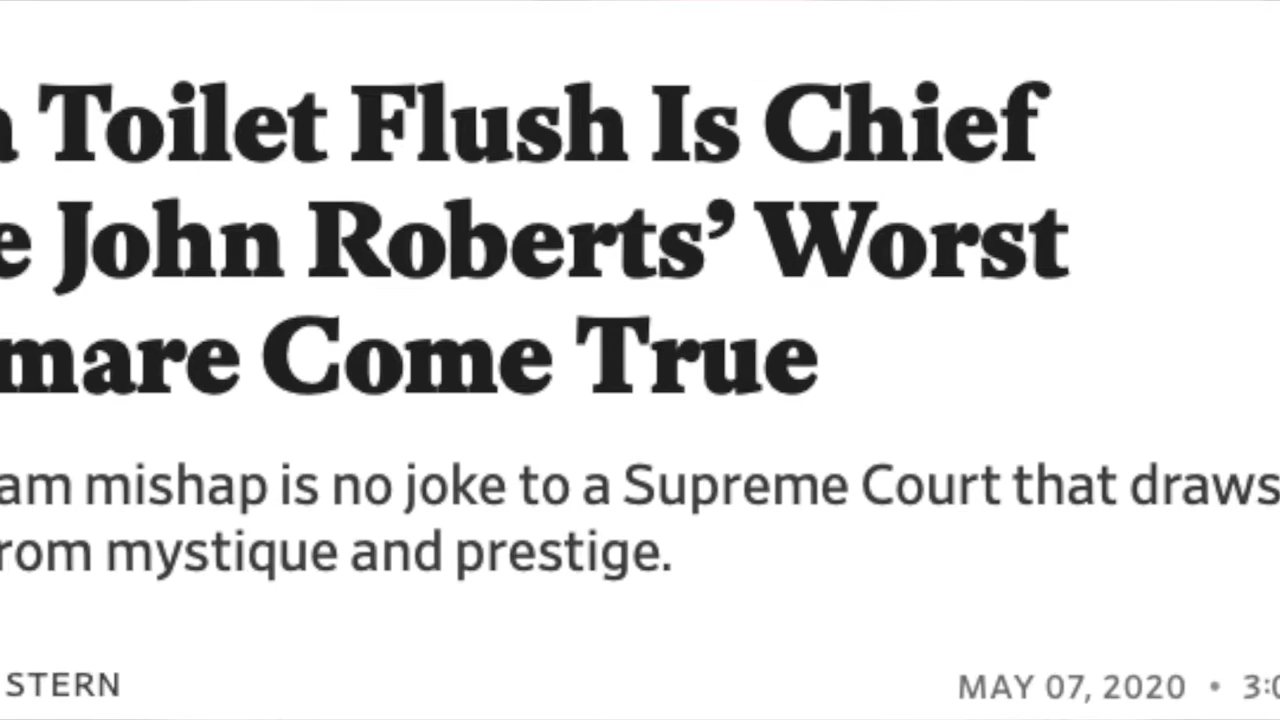 a Toilet Flush Is Chief
e John Roberts’ Worst
mare Come True
am mishap is no joke to a Supreme Court that draws
rom mystique and prestige.
STERN
MAY 07, 2020 • 3:0